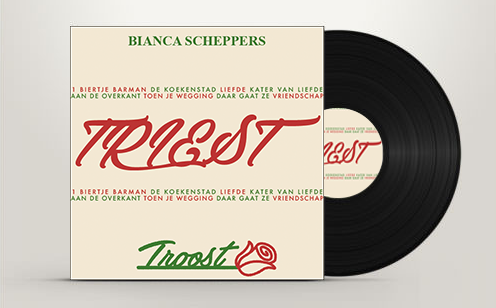 BIANCA SCHEPPERS
1 BIERTJE BARMAN DE KOEKENSTAD LIEFDE KATER VAN LIEFDE
AAN DE OVERKANT TOEN JE WEGGING DAAR GAAT ZE VRIENDSCHAP
TRIEST
1 BIERTJE BARMAN DE KOEKENSTAD LIEFDE KATER VAN LIEFDE
AAN DE OVERKANT TOEN JE WEGGING DAAR GAAT ZE VRIENDSCHAP
Troost
IEST